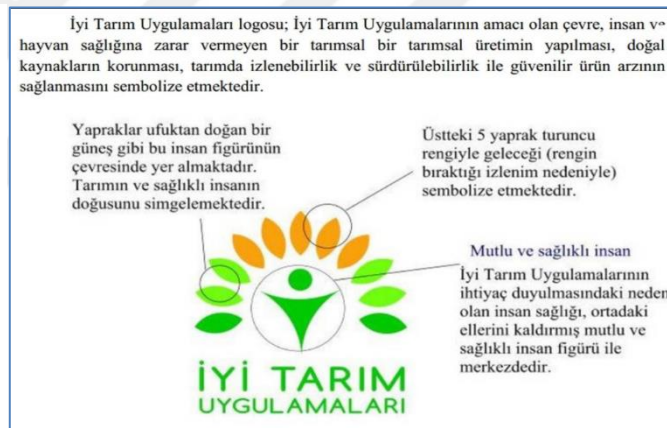 İyi Tarım Uygulamaları logosu; İyi Tarım Uygulamalarının amacı olan çevre, insan ve
hayvan sağlığına zarar vermeyen bir tarımsal bir tarımsal üretimin yapılması, doğal
kaynakların korunması, tarımda izlenebilirlik ve sürdürülebilirlik ile güvenilir ürün arzının
sağlanmasını sembolize etmektedir.
Yapraklar ufuktan doğan bir
güneş gibi bu insan figürünün
çevresinde yer almaktadır.
Tarımın ve sağlıklı insanın
doğusunu simgelemektedir.
Üstteki 5 yaprak turuncu
rengiyle geleceği (rengin
bıraktığı izlenim nedeniyle)
sembolize etmektedir.
Mutlu ve sağlıklı insan
İyi Tarım Uygulamalarının
ihtiyaç duyulmasındaki neden
olan insan sağlığı, ortadaki
ellerini kaldırmış mutlu ve
sağlıklı insan figürü ile
merkezdedir.
İYİ TARIM
UYGULAMALARI